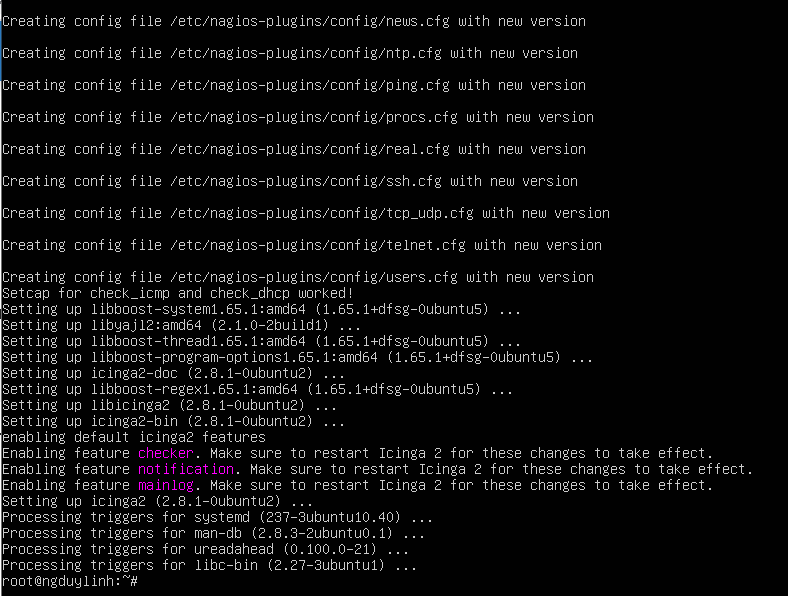 Creating config file /etc/nagios-plugins/config/news.cfg with new version
Creating config file /etc/nagios-plugins/config/ntp.cfg with new version
Creating config file /etc/nagios-plugins/config/ping.cfg with new version
Creating config file /etc/nagios-plugins/config/procs.cfg with new version
Creating config file /etc/nagios-plugins/config/real.cfg with new version
Creating config file /etc/nagios-plugins/config/ssh.cfg with new version
Creating config file /etc/nagios-plugins/config/tcp_udp.cfg with new version
Creating config file /etc/nagios-plugins/config/telnet.cfg with new version
Creating config file /etc/nagios-plugins/config/users.cfg with new version
Setcap for check_icmp and check_dhcp worked!
Setting up libboost-system1.65.1:amd64 (1.65.1+dfsg-0ubuntu5) ...
Setting up libyajl2:amd64 (2.1.0-2build1) ...
Setting up libboost-thread1.65.1:amd64 (1.65.1+dfsg-0ubuntu5) ...
Setting up libboost-program-options1.65.1:amd64 (1.65.1+dfsg-0ubuntu5) ...
Setting up icinga2-doc (2.8.1-0ubuntu2) ...
Setting up libboost-regex1.65.1:amd64 (1.65.1+dfsg-0ubuntu5) ...
Setting up libicinga2 (2.8.1-0ubuntu2) ...
Setting up icinga2-bin (2.8.1-0ubuntu2) ...
enabling default icinga2 features
Enabling feature checker. Make sure to restart Icinga 2 for these changes to take effect.
Enabling feature notification. Make sure to restart Icinga 2 for these changes to take effect.
Enabling feature mainlog. Make sure to restart Icinga 2 for these changes to take effect.
Setting up icinga2 (2.8.1-0ubuntu2) ...
Processing triggers for systemd (237-3ubuntu10.40) ...
Processing triggers for man-db (2.8.3-2ubuntu0.1) ...
Processing triggers for ureadahead (0.100.0-21) ...
Processing triggers for libc-bin (2.27-3ubuntu1) ...
root@ngduylinh:~#